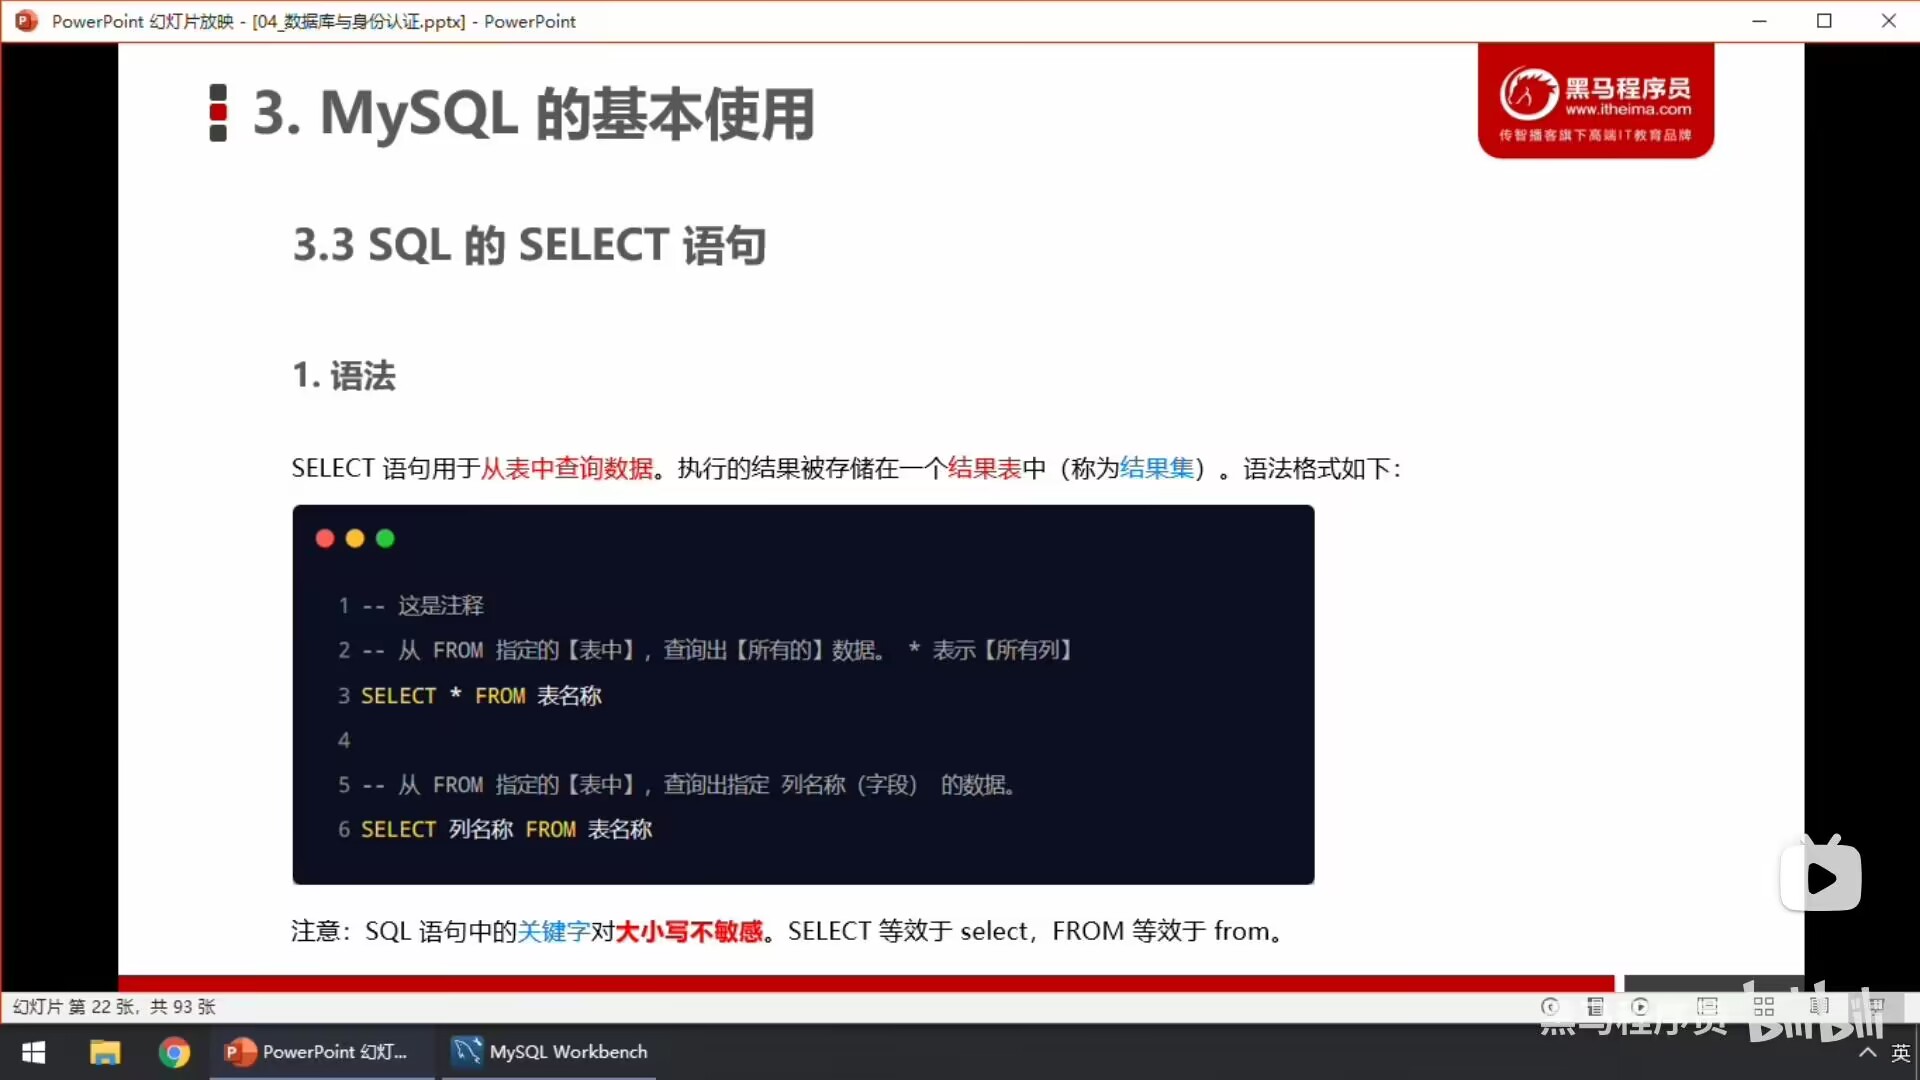 PowerPoint 幻灯片放映 - [04_数据库与身份认证.pptx] - PowerPoint
3. MySQL 的基本使用
黑马程序员
www.itheima.com
传智播客旗下高端IT教育品牌
3.3 SQL 的 SELECT 语句
1. 语法
SELECT 语句用于从表中查询数据。执行的结果被存储在一个结果表中（称为结果集）。语法格式如下：
1 -- 这是注释
2 -- 从 FROM 指定的【表中】，查询出【所有的】数据。 * 表示【所有列】
3 SELECT * FROM 表名称
4
5 -- 从 FROM 指定的【表中】，查询出指定 列名称（字段） 的数据。
6 SELECT 列名称 FROM 表名称
注意：SQL 语句中的关键字对大小写不敏感。SELECT 等效于 select，FROM 等效于 from。
幻灯片 第 22 张，共 93 张
黑马程序员 bilibili
PowerPoint 幻灯...
MySQL Workbench
英